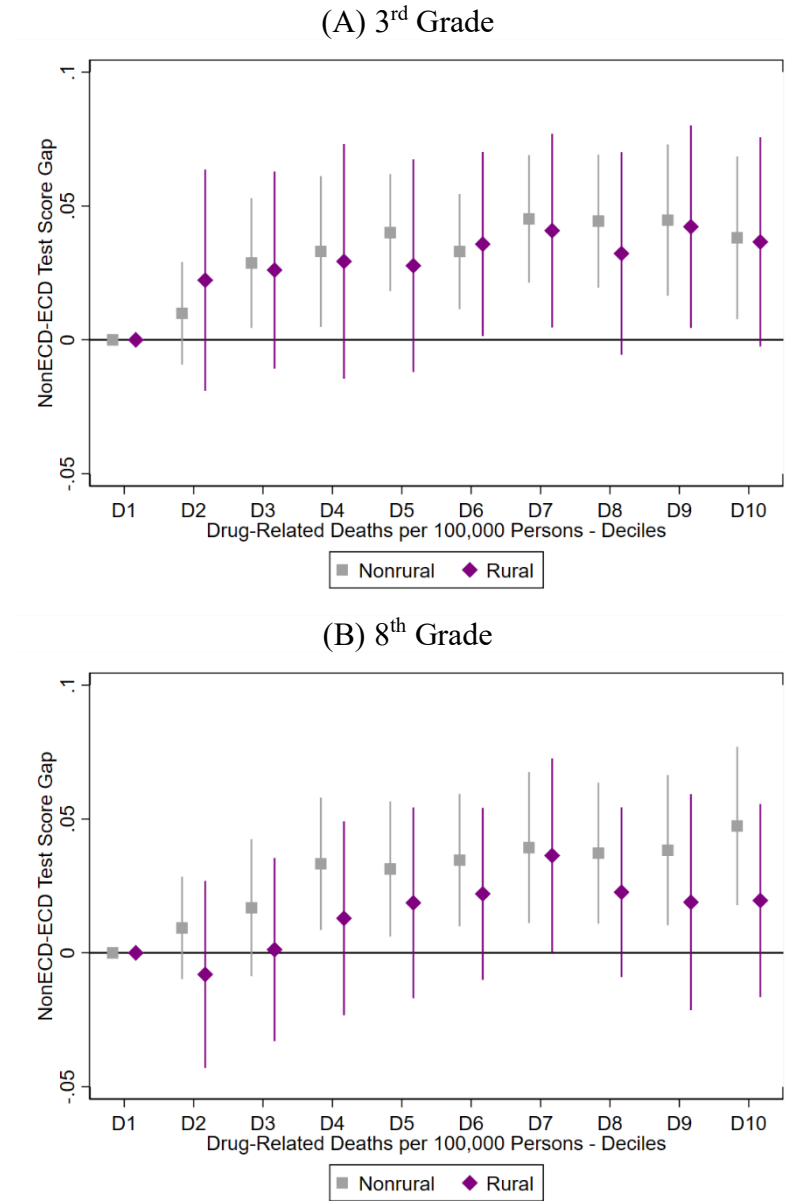 (A) 3rd Grade
NonECD-ECD Test Score Gap
.1
.05
0
-.05
D1 D2 D3 D4 D5 D6 D7 D8 D9 D10
Drug-Related Deaths per 100,000 Persons - Deciles
Nonrural Rural
(B) 8th Grade
NonECD-ECD Test Score Gap
.1
.05
0
-.05
D1 D2 D3 D4 D5 D6 D7 D8 D9 D10
Drug-Related Deaths per 100,000 Persons - Deciles
Nonrural Rural